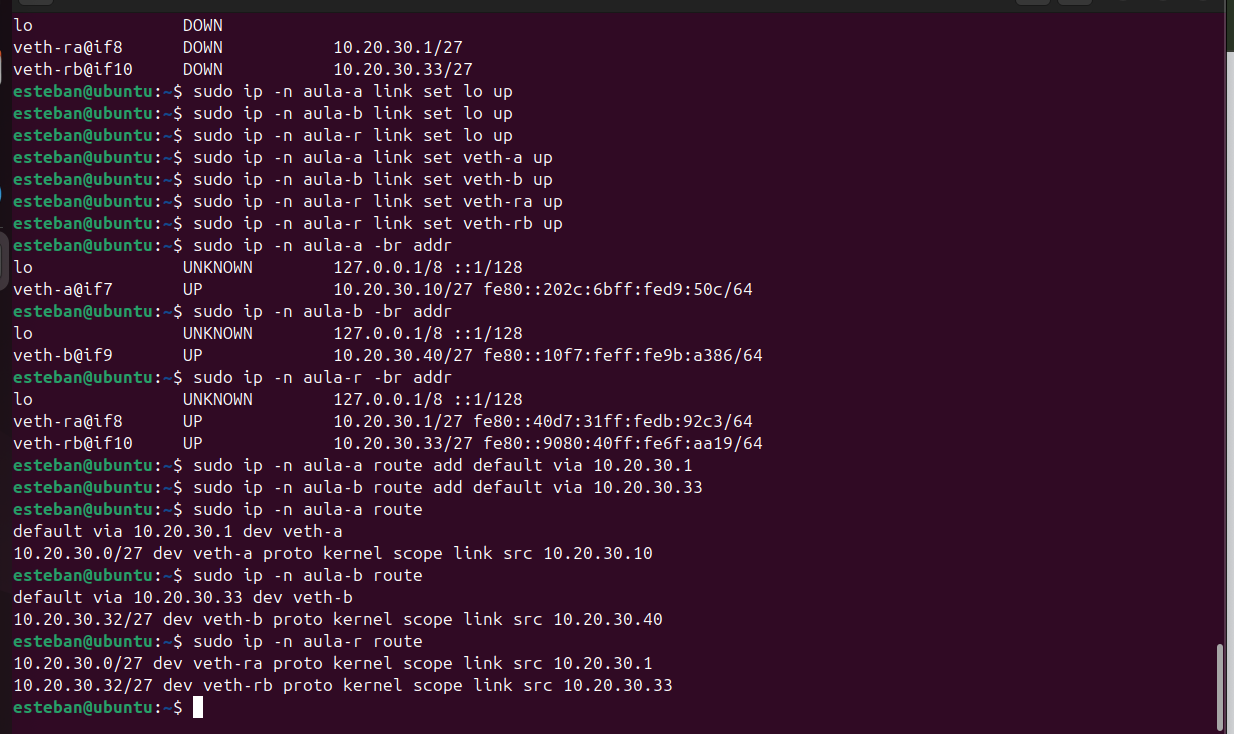 lo               DOWN
veth-ra@if8      DOWN           10.20.30.1/27
veth-rb@if10     DOWN           10.20.30.33/27
esteban@ubuntu:~$ sudo ip -n aula-a link set lo up
esteban@ubuntu:~$ sudo ip -n aula-b link set lo up
esteban@ubuntu:~$ sudo ip -n aula-r link set lo up
esteban@ubuntu:~$ sudo ip -n aula-a link set veth-a up
esteban@ubuntu:~$ sudo ip -n aula-b link set veth-b up
esteban@ubuntu:~$ sudo ip -n aula-r link set veth-ra up
esteban@ubuntu:~$ sudo ip -n aula-r link set veth-rb up
esteban@ubuntu:~$ sudo ip -n aula-a -br addr
lo               UNKNOWN        127.0.0.1/8 ::1/128
veth-a@if7       UP             10.20.30.10/27 fe80::202c:6bff:fed9:50c/64
esteban@ubuntu:~$ sudo ip -n aula-b -br addr
lo               UNKNOWN        127.0.0.1/8 ::1/128
veth-b@if9       UP             10.20.30.40/27 fe80::10f7:feff:fe9b:a386/64
esteban@ubuntu:~$ sudo ip -n aula-r -br addr
lo               UNKNOWN        127.0.0.1/8 ::1/128
veth-ra@if8      UP             10.20.30.1/27 fe80::40d7:31ff:fedb:92c3/64
veth-rb@if10     UP             10.20.30.33/27 fe80::9080:40ff:fe6f:aa19/64
esteban@ubuntu:~$ sudo ip -n aula-a route add default via 10.20.30.1
esteban@ubuntu:~$ sudo ip -n aula-b route add default via 10.20.30.33
esteban@ubuntu:~$ sudo ip -n aula-a route
default via 10.20.30.1 dev veth-a
10.20.30.0/27 dev veth-a proto kernel scope link src 10.20.30.10
esteban@ubuntu:~$ sudo ip -n aula-b route
default via 10.20.30.33 dev veth-b
10.20.30.32/27 dev veth-b proto kernel scope link src 10.20.30.40
esteban@ubuntu:~$ sudo ip -n aula-r route
10.20.30.0/27 dev veth-ra proto kernel scope link src 10.20.30.1
10.20.30.32/27 dev veth-rb proto kernel scope link src 10.20.30.33
esteban@ubuntu:~$